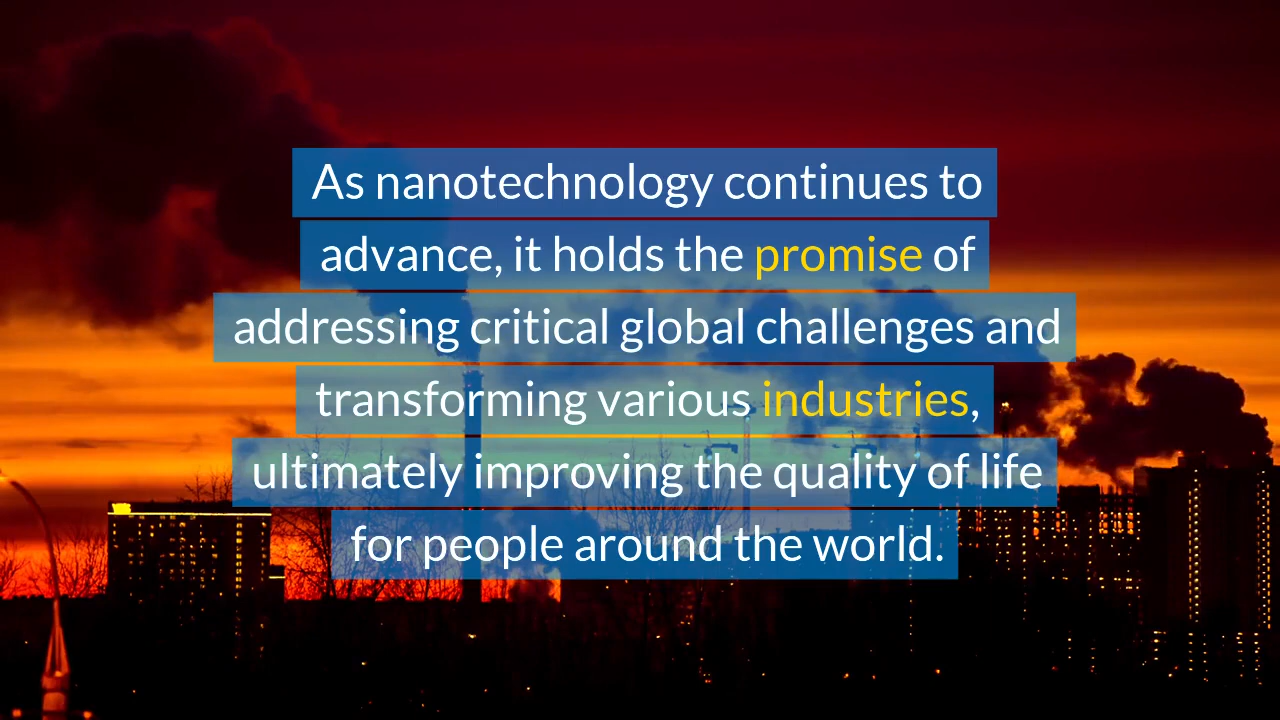 As nanotechnology continues to
advance, it holds the promise of
addressing critical global challenges and
transforming various industries,
ultimately improving the quality of life
for people around the world.